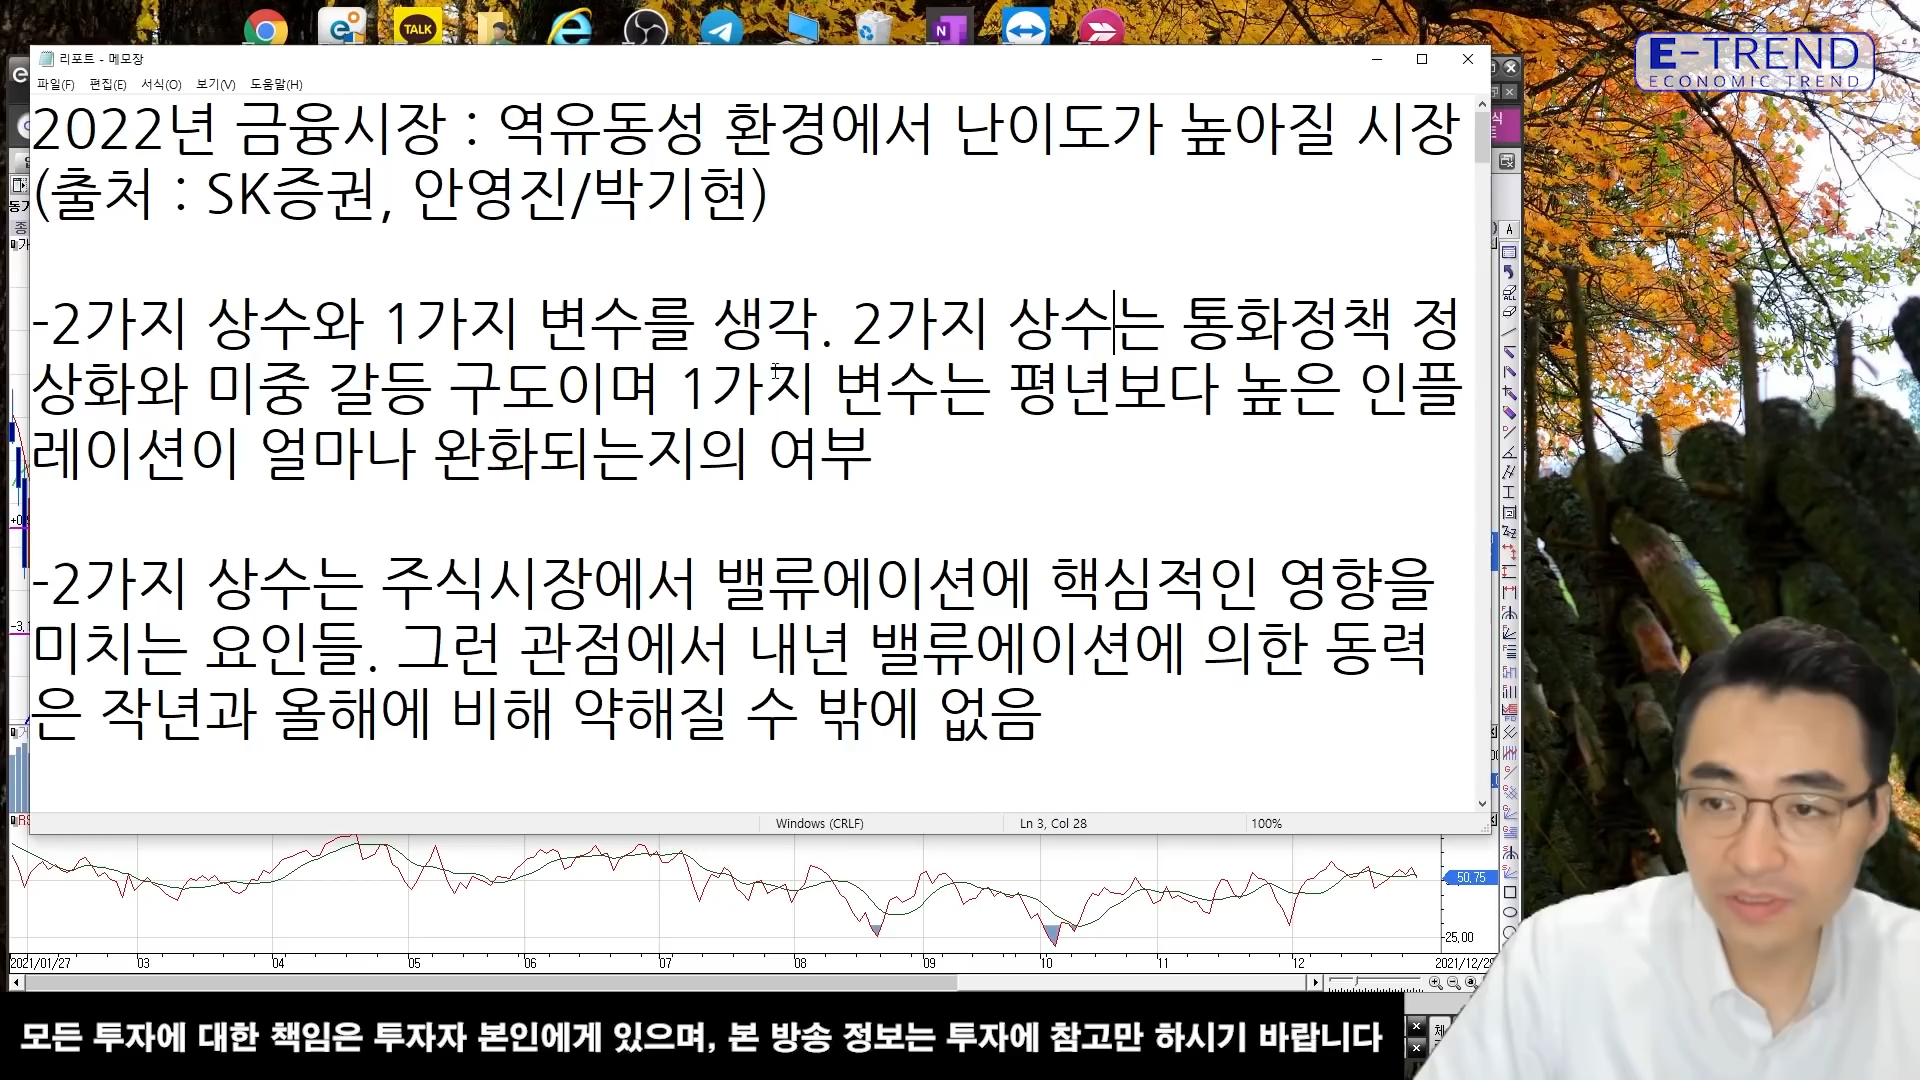 TALK
N
E-TREND
ECONOMIC TREND
리포트 - 메모장
파일(F) 편집(E) 서식(O) 보기(V) 도움말(H)
2022년 금융시장 : 역유동성 환경에서 난이도가 높아질 시장
(출처 : SK증권, 안영진/박기현)
-2가지 상수와 1가지 변수를 생각. 2가지 상수는 통화정책 정
상화와 미중 갈등 구도이며 1가지 변수는 평년보다 높은 인플
레이션이 얼마나 완화되는지의 여부
-2가지 상수는 주식시장에서 밸류에이션에 핵심적인 영향을
미치는 요인들. 그런 관점에서 내년 밸류에이션에 의한 동력
은 작년과 올해에 비해 약해질 수 밖에 없음
Windows (CRLF) Ln 3, Col 28 100%
50,75
25,00
2021/01/27 03 04 05 06 07 08 09 10 11 12
모든 투자에 대한 책임은 투자자 본인에게 있으며, 본 방송 정보는 투자에 참고만 하시기 바랍니다